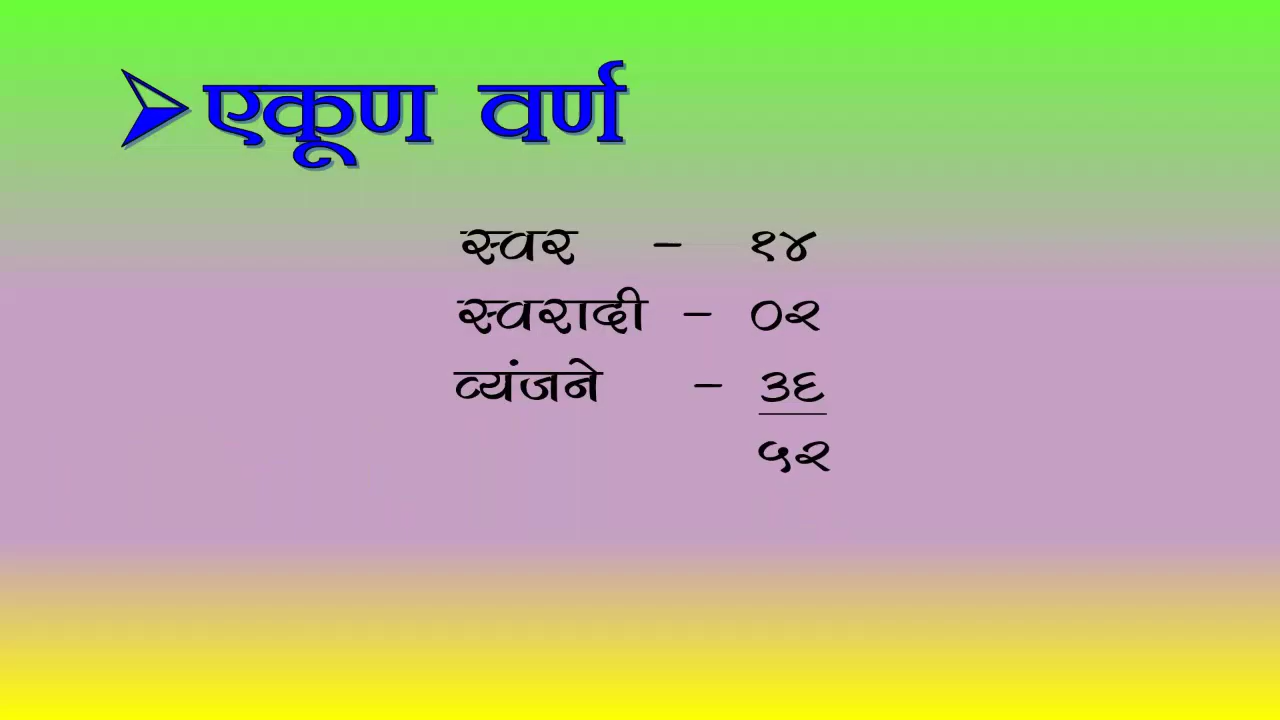 एकूण वर्ण
स्वर - १४
स्वरादी - ०२
व्यंजने - ३६
५२